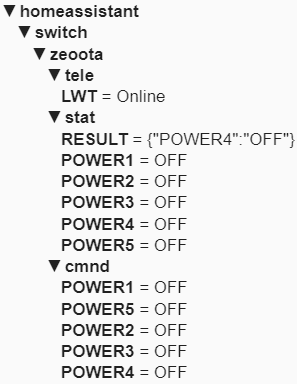 ▼homeassistant
▼switch
▼zeoota
▼tele
LWT = Online
▼stat
RESULT = {"POWER4":"OFF"}
POWER1 = OFF
POWER2 = OFF
POWER3 = OFF
POWER4 = OFF
POWER5 = OFF
▼cmnd
POWER1 = OFF
POWER5 = OFF
POWER2 = OFF
POWER3 = OFF
POWER4 = OFF